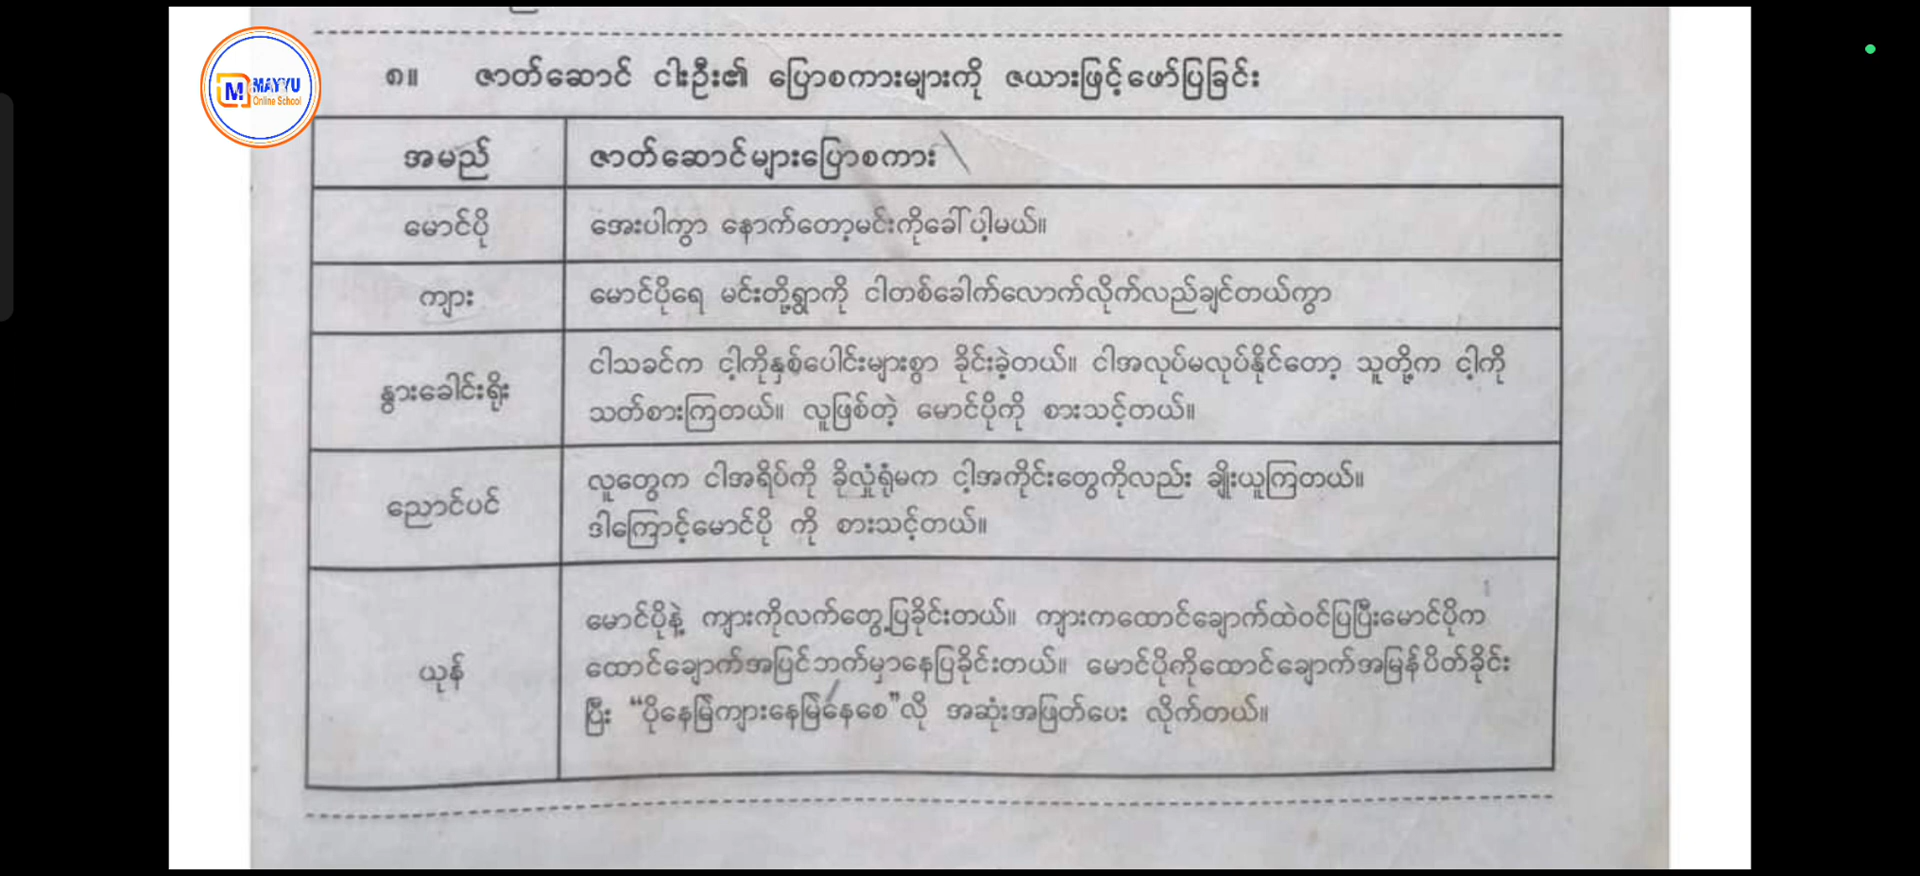 MAYYU
Online School
၈။ ဇာတ်ဆောင် ငါးဦး၏ ပြောစကားများကို ဇယားဖြင့်ဖော်ပြခြင်း
အမည် ဇာတ်ဆောင်များပြောစကား
မောင်ပို အေးပါကွာ နောက်တော့မင်းကိုခေါ်ပါ့မယ်။
ကျား မောင်ပိုရေ မင်းတို့ရွာကို ငါတစ်ခေါက်လောက်လိုက်လည်ချင်တယ်ကွာ
နွားခေါင်းရိုး ငါသခင်က ငါ့ကိုနှစ်ပေါင်းများစွာ ခိုင်းခဲ့တယ်။ ငါအလုပ်မလုပ်နိုင်တော့ သူတို့က ငါ့ကို
သတ်စားကြတယ်။ လူဖြစ်တဲ့ မောင်ပိုကို စားသင့်တယ်။
ညောင်ပင် လူတွေက ငါအရိပ်ကို ခိုလှုံရုံမက ငါ့အကိုင်းတွေကိုလည်း ချိုးယူကြတယ်။
ဒါကြောင့်မောင်ပို ကို စားသင့်တယ်။
ယုန် မောင်ပိုနဲ့ ကျားကိုလက်တွေ့ပြခိုင်းတယ်။ ကျားကထောင်ချောက်ထဲဝင်ပြပြီးမောင်ပိုက
ထောင်ချောက်အပြင်ဘက်မှာနေပြခိုင်းတယ်။ မောင်ပိုကိုထောင်ချောက်အမြန်ပိတ်ခိုင်း
ပြီး “ပိုနေမြဲကျားနေမြဲနေစေ”လို အဆုံးအဖြတ်ပေး လိုက်တယ်။